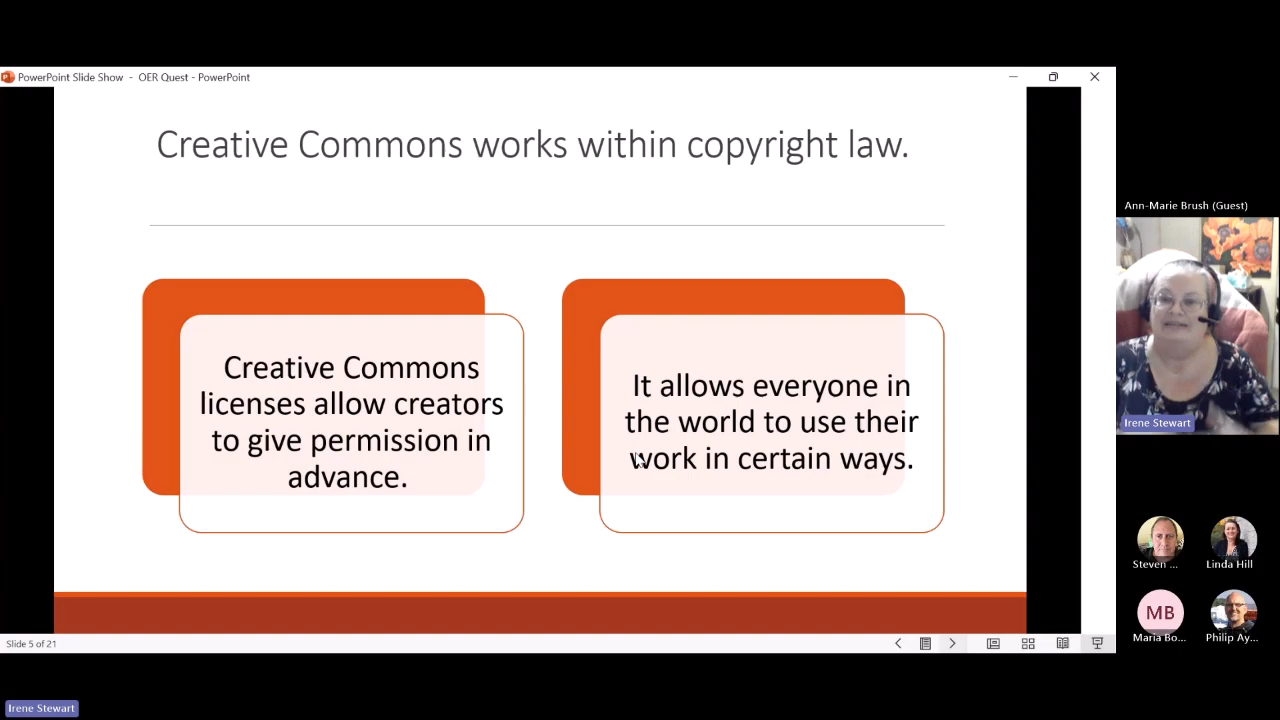 PowerPoint Slide Show - OER Quest - PowerPoint
Creative Commons works within copyright law.
Creative Commons
licenses allow creators
to give permission in
advance.
It allows everyone in
the world to use their
work in certain ways.
Slide 5 of 21
Ann-Marie Brush (Guest)
Irene Stewart
Steven ...
Linda Hill
MB
Maria Bo...
Philip Ay...
Irene Stewart